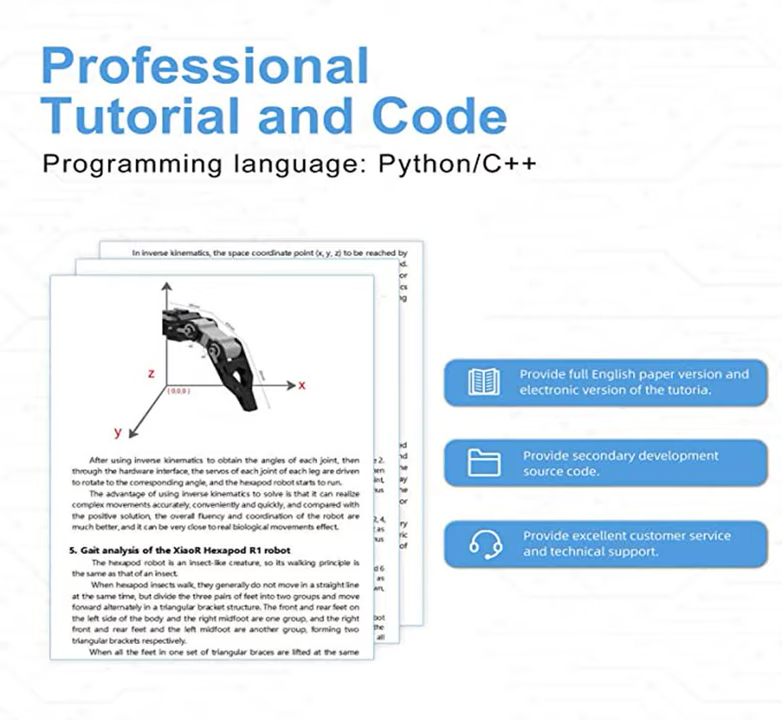 Professional
Tutorial and Code
Programming language: Python/C++
In inverse kinematics, the space coordinate point (x, y, z) to be reached by
z
(0,0,0)
x
y
After using inverse kinematics to obtain the angles of each joint, then
through the hardware interface, the servos of each joint of each leg are driven
to rotate to the corresponding angle, and the hexapod robot starts to run.
The advantage of using inverse kinematics to solve is that it can realize
complex movements accurately, conveniently and quickly, and compared with
the positive solution, the overall fluency and coordination of the robot are
much better, and it can be very close to real biological movements effect.
5. Gait analysis of the XiaoR Hexapod R1 robot
The hexapod robot is an insect-like creature, so its walking principle is
the same as that of an insect.
When hexapod insects walk, they generally do not move in a straight line
at the same time, but divide the three pairs of feet into two groups and move
forward alternately in a triangular bracket structure. The front and rear feet on
the left side of the body and the right midfoot are one group, and the right
front and rear feet and the left midfoot are another group, forming two
triangular brackets respectively.
When all the feet in one set of triangular braces are lifted at the same
Provide full English paper version and
electronic version of the tutoria.
Provide secondary development
source code.
Provide excellent customer service
and technical support.